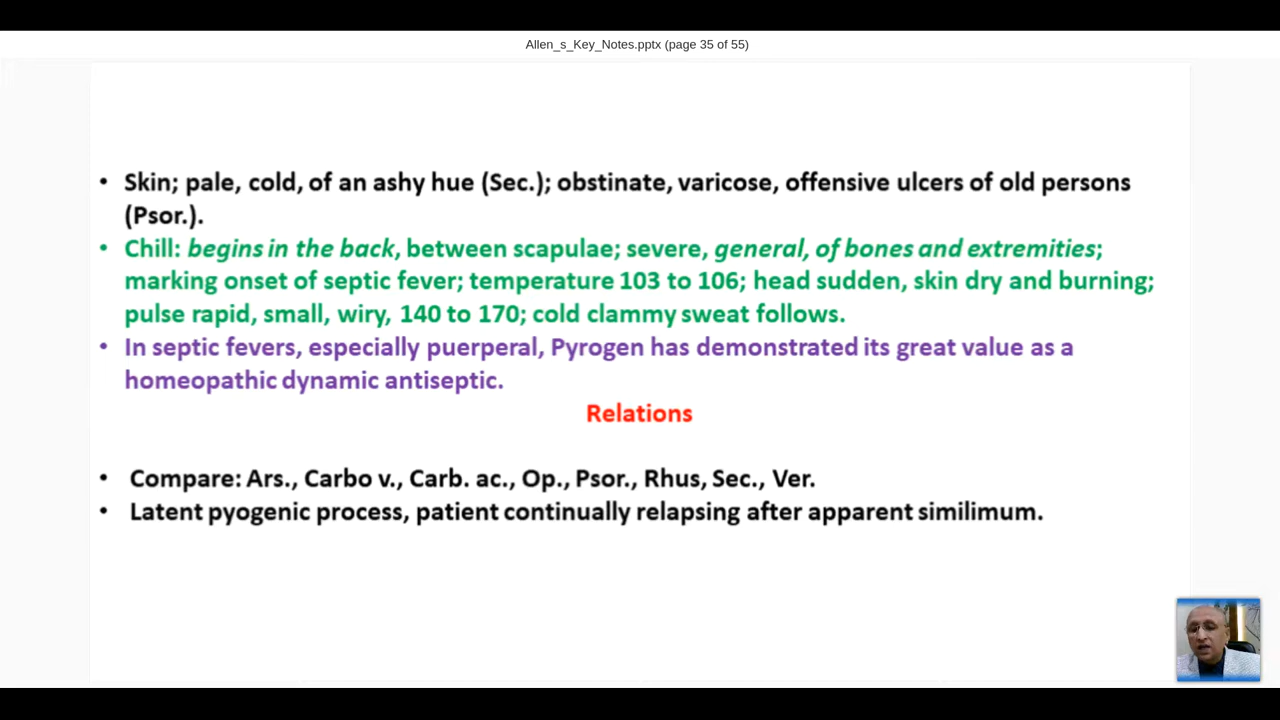 Allen_s_Key_Notes.pptx (page 35 of 55)
• Skin; pale, cold, of an ashy hue (Sec.); obstinate, varicose, offensive ulcers of old persons
(Psor.).
• Chill: begins in the back, between scapulae; severe, general, of bones and extremities;
marking onset of septic fever; temperature 103 to 106; head sudden, skin dry and burning;
pulse rapid, small, wiry, 140 to 170; cold clammy sweat follows.
• In septic fevers, especially puerperal, Pyrogen has demonstrated its great value as a
homeopathic dynamic antiseptic.
Relations
• Compare: Ars., Carbo v., Carb. ac., Op., Psor., Rhus, Sec., Ver.
• Latent pyogenic process, patient continually relapsing after apparent similimum.